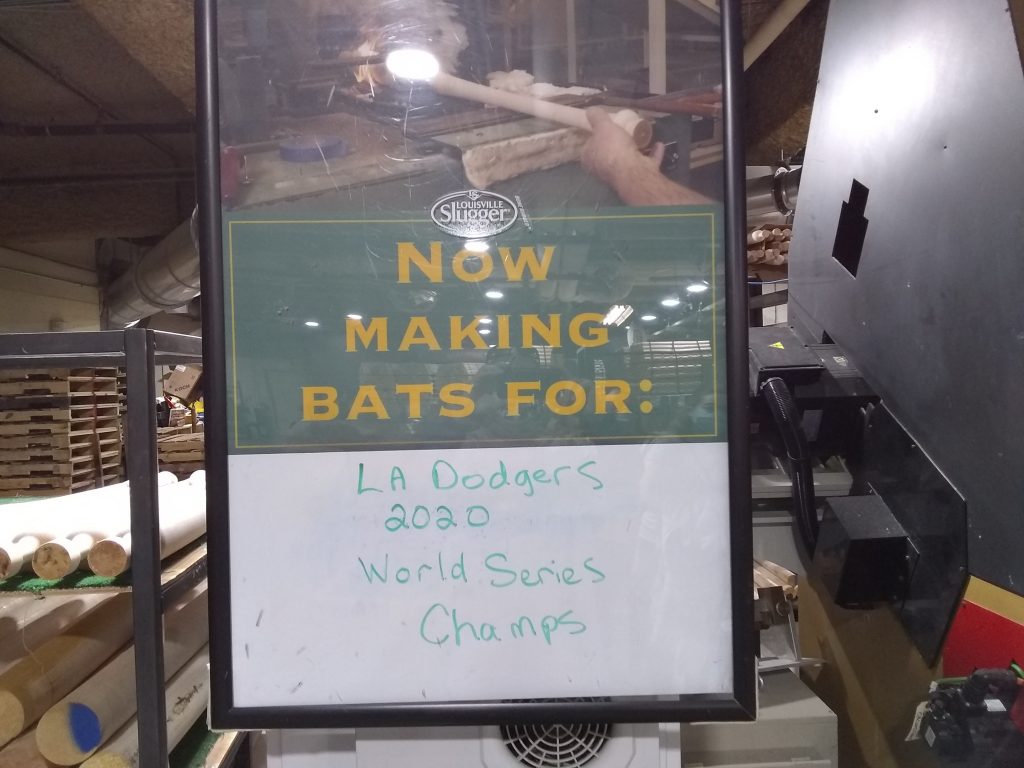 LOUISVILLE
Slugger
NOW
MAKING
BATS FOR:
LA Dodgers
2020
World Series
Champs